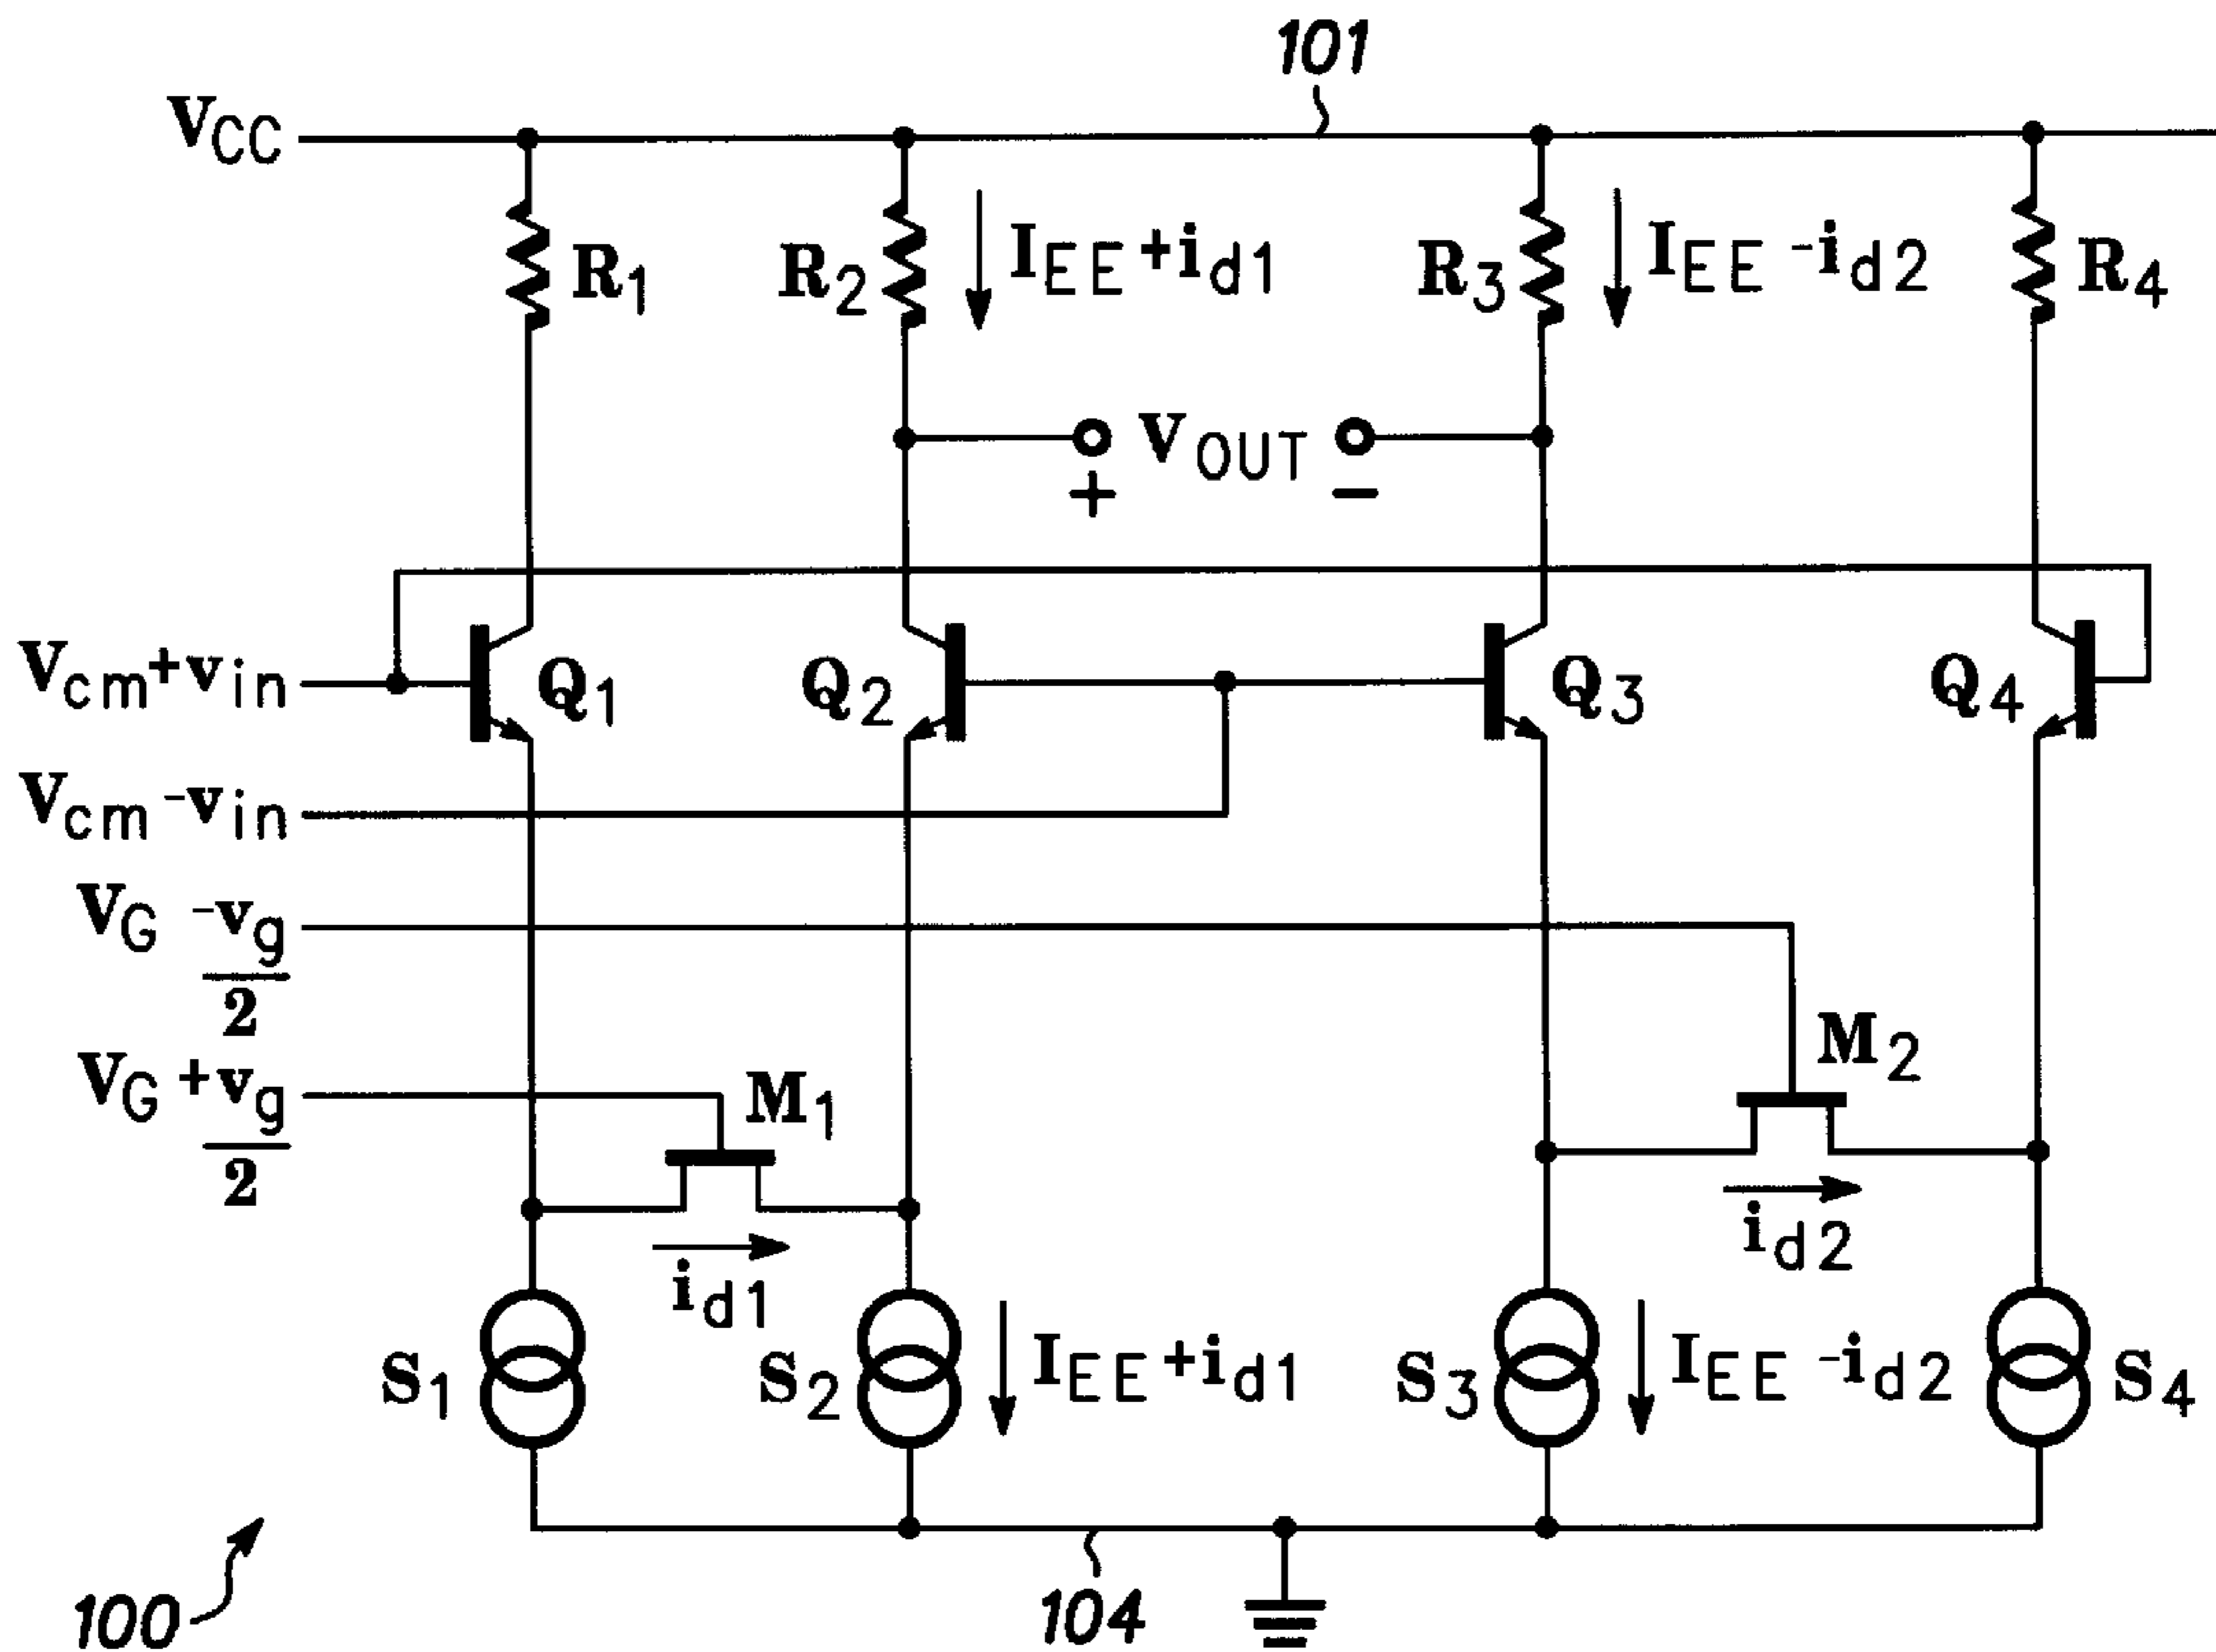 101
VCC
R1
R2
IEE+id1
R3
IEE-id2
R4
VOUT
+ −
Vcm+vin
Q1
Q2
Q3
Q4
Vcm-vin
VG -vg
2
VG +vg
2
M1
M2
id1
id2
S1
S2
IEE+id1
S3
IEE-id2
S4
100
104